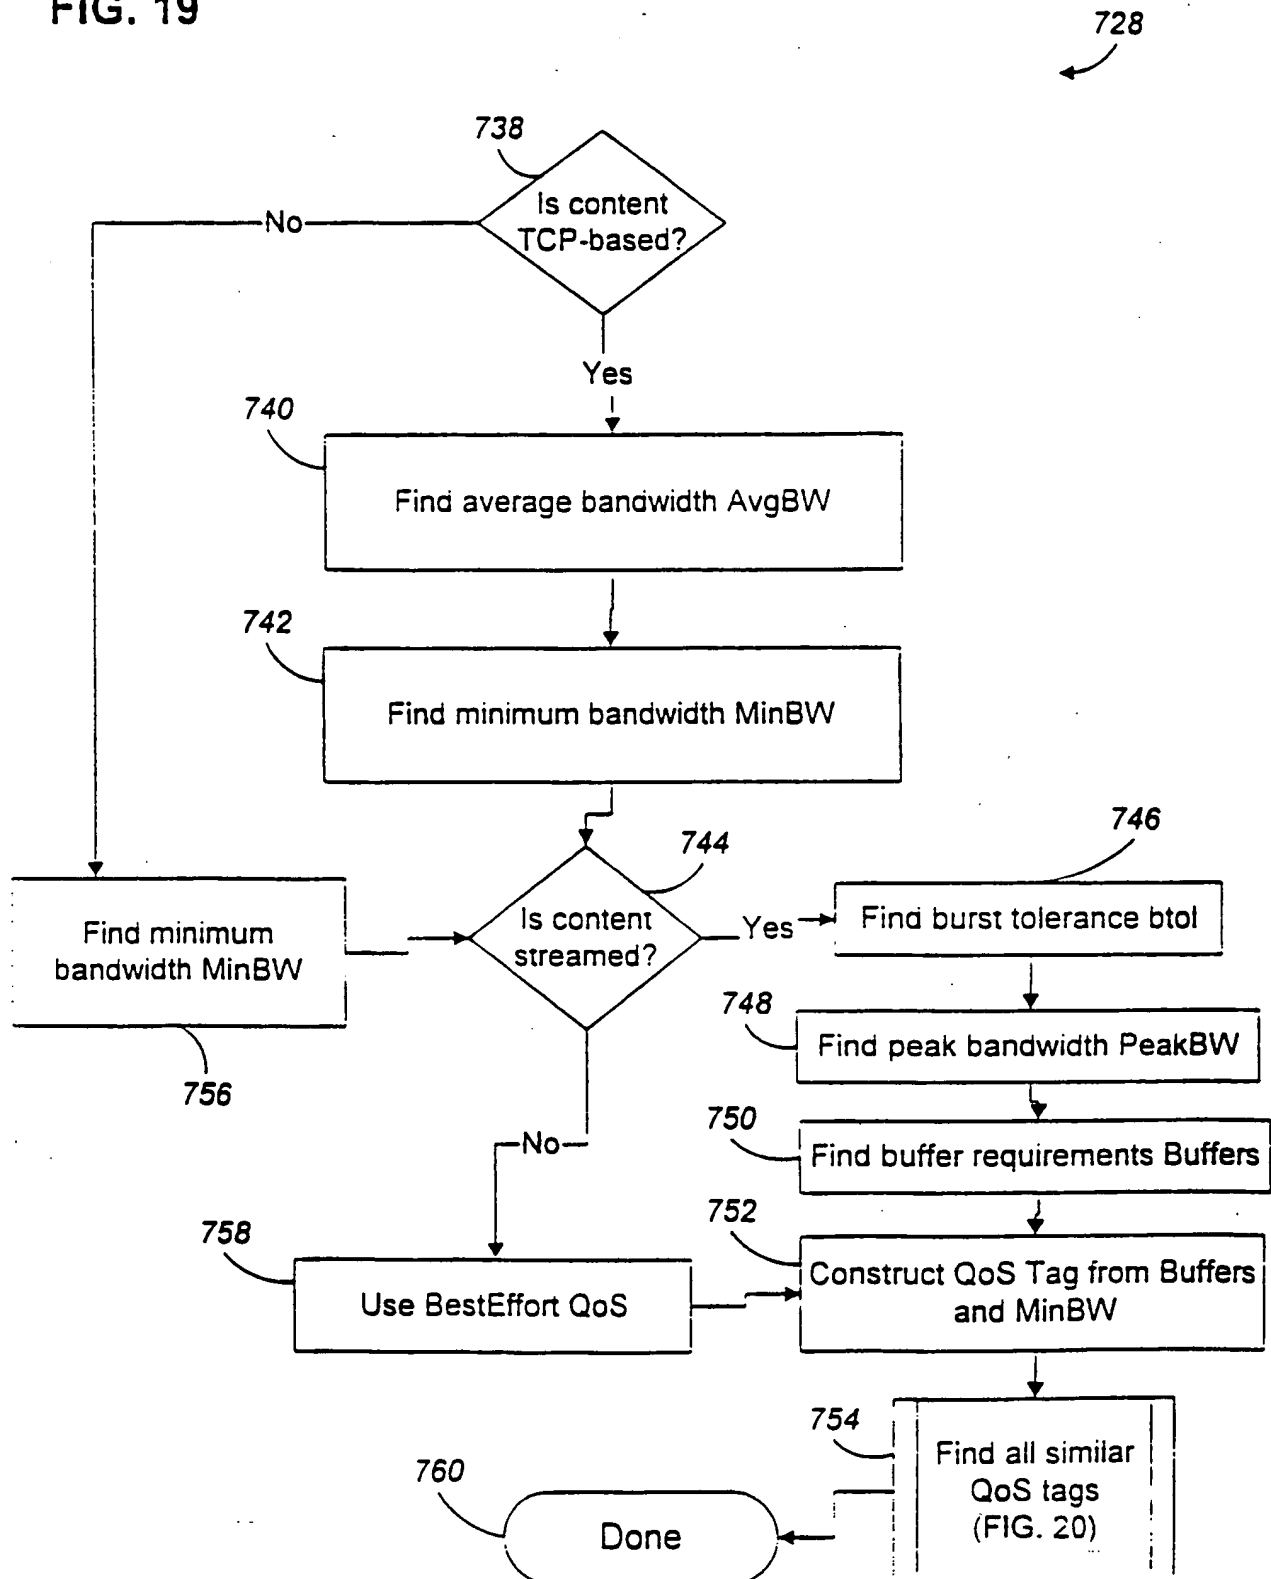 FIG. 19
728
738
Is content
TCP-based?
No
Yes
740
Find average bandwidth AvgBW
742
Find minimum bandwidth MinBW
744
746
Is content
streamed?
Yes
Find burst tolerance btol
Find minimum
bandwidth MinBW
756
748
Find peak bandwidth PeakBW
750
Find buffer requirements Buffers
No
752
Construct QoS Tag from Buffers
and MinBW
758
Use BestEffort QoS
754
Find all similar
QoS tags
(FIG. 20)
760
Done